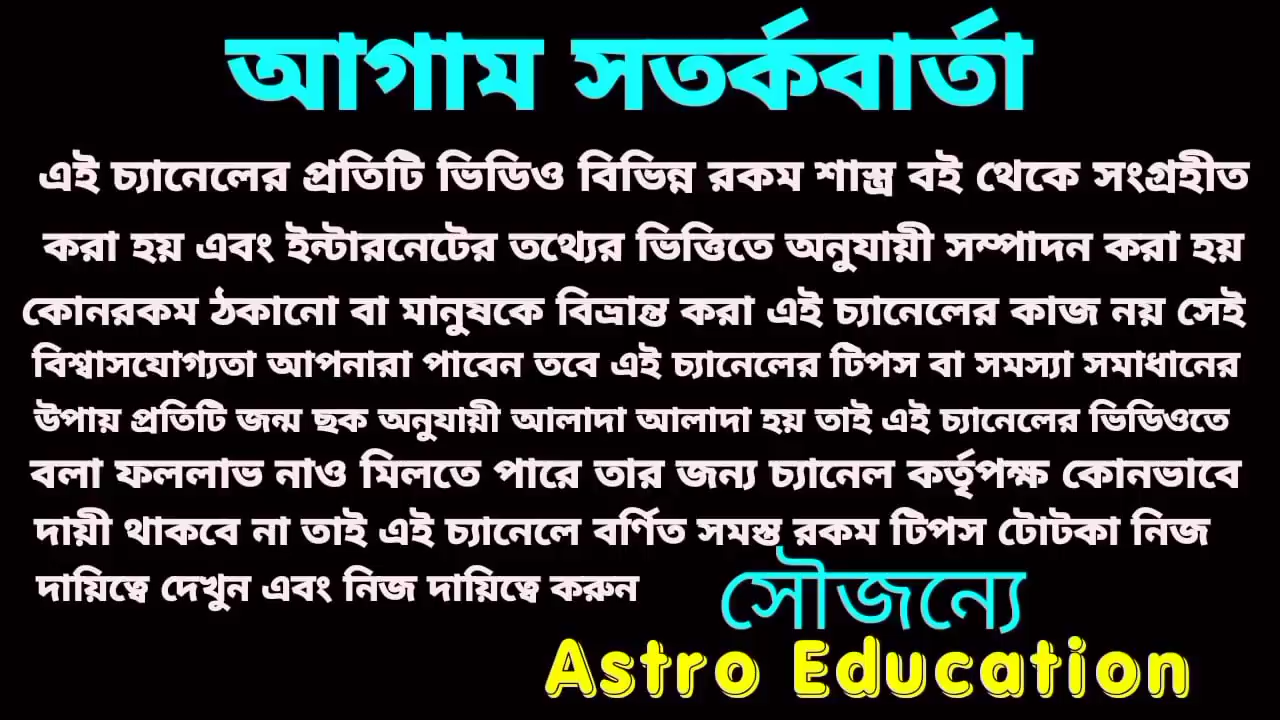 আগাম সতর্কবার্তা
এই চ্যানেলের প্রতিটি ভিডিও বিভিন্ন রকম শাস্ত্র বই থেকে সংগ্রহীত
করা হয় এবং ইন্টারনেটের তথ্যের ভিত্তিতে অনুযায়ী সম্পাদন করা হয়
কোনরকম ঠকানো বা মানুষকে বিভ্রান্ত করা এই চ্যানেলের কাজ নয় সেই
বিশ্বাসযোগ্যতা আপনারা পাবেন তবে এই চ্যানেলের টিপস বা সমস্যা সমাধানের
উপায় প্রতিটি জন্ম ছক অনুযায়ী আলাদা আলাদা হয় তাই এই চ্যানেলের ভিডিওতে
বলা ফললাভ নাও মিলতে পারে তার জন্য চ্যানেল কর্তৃপক্ষ কোনভাবে
দায়ী থাকবে না তাই এই চ্যানেলে বর্ণিত সমস্ত রকম টিপস টোটকা নিজ
দায়িত্বে দেখুন এবং নিজ দায়িত্বে করুন
সৌজন্যে
Astro Education